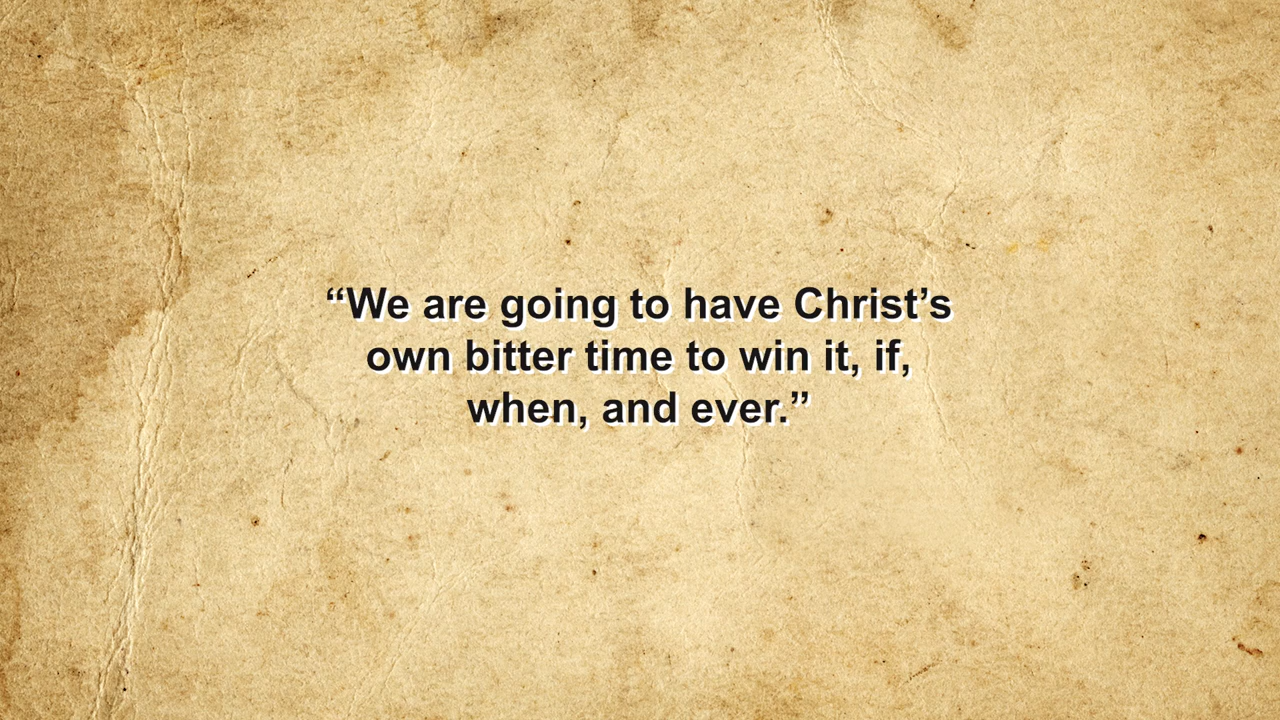 “We are going to have Christ’s
own bitter time to win it, if,
when, and ever.”